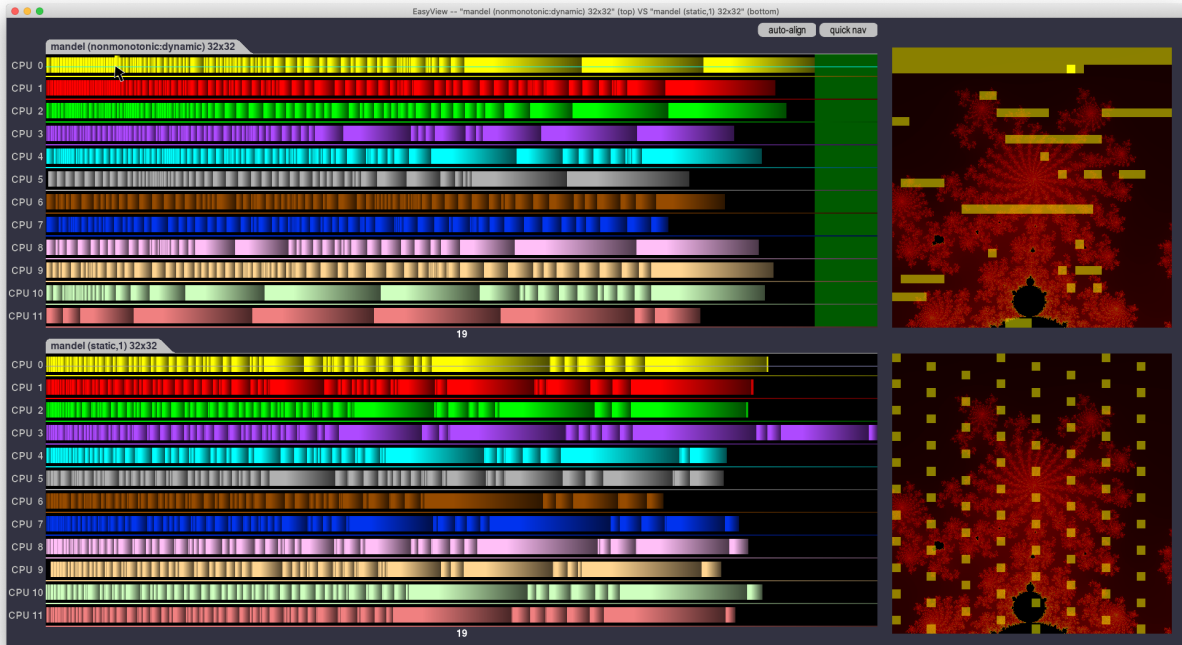 EasyView -- "mandel (nonmonotonic:dynamic) 32x32" (top) VS "mandel (static,1) 32x32" (bottom)
auto-align quick nav
mandel (nonmonotonic:dynamic) 32x32
CPU 0
CPU 1
CPU 2
CPU 3
CPU 4
CPU 5
CPU 6
CPU 7
CPU 8
CPU 9
CPU 10
CPU 11
19
mandel (static,1) 32x32
CPU 0
CPU 1
CPU 2
CPU 3
CPU 4
CPU 5
CPU 6
CPU 7
CPU 8
CPU 9
CPU 10
CPU 11
19